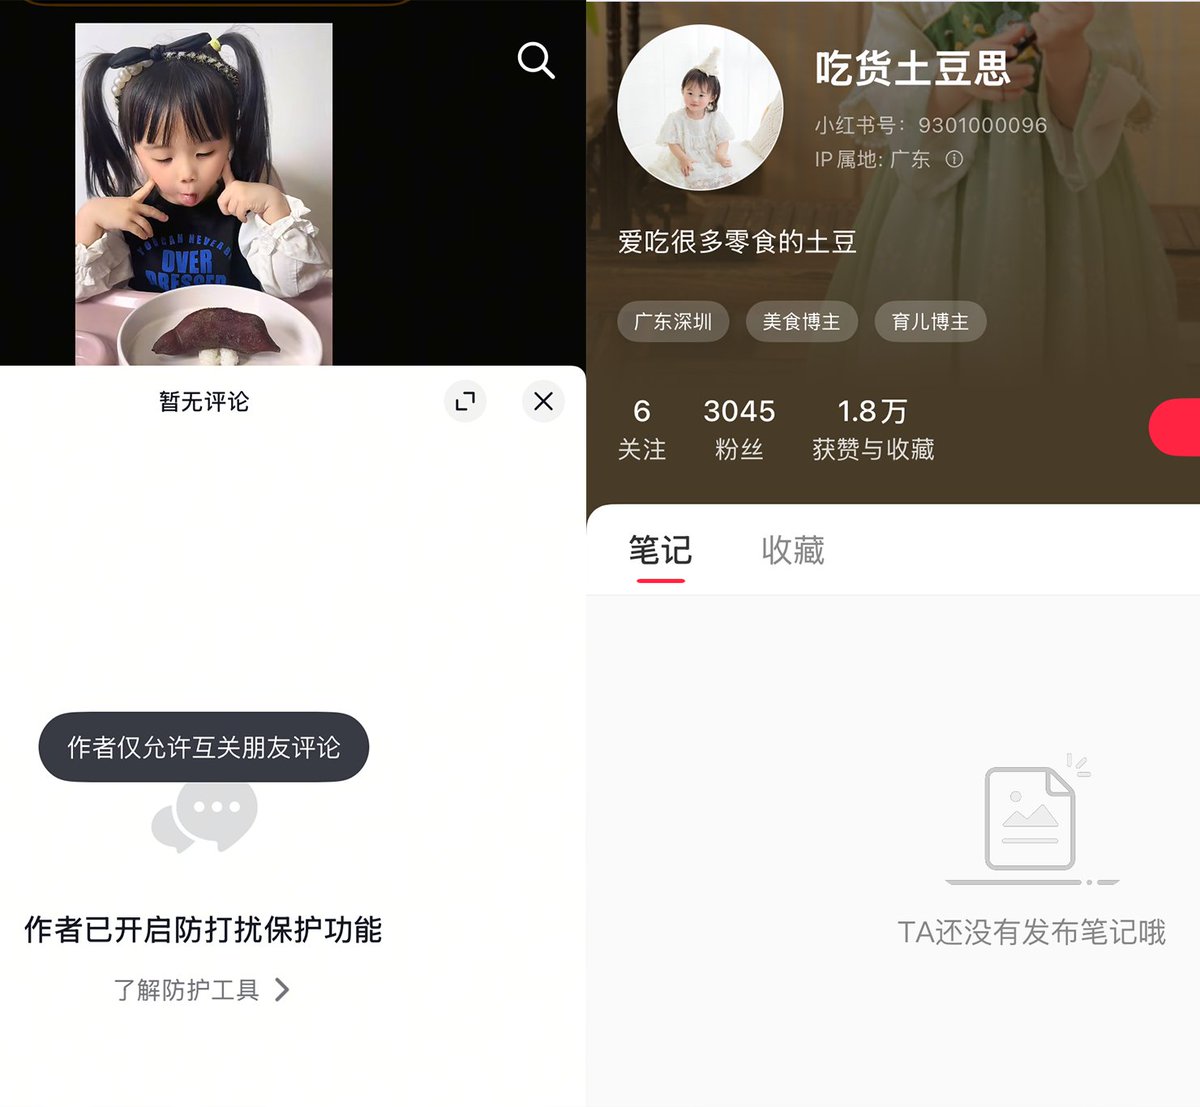 YOU CAN NEVER BE
OVER
DRESSED
暂无评论
作者仅允许互关朋友评论
作者已开启防打扰保护功能
了解防护工具
吃货土豆思
小红书号：9301000096
IP属地：广东
爱吃很多零食的土豆
广东深圳
美食博主
育儿博主
6
关注
3045
粉丝
1.8万
获赞与收藏
笔记
收藏
TA还没有发布笔记哦